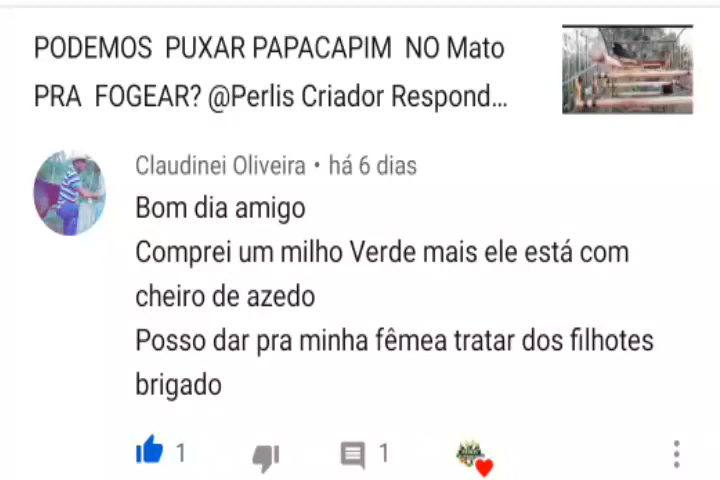 PODEMOS PUXAR PAPACAPIM NO Mato
PRA FOGEAR? @Perlis Criador Respond...
Claudinei Oliveira • há 6 dias
Bom dia amigo
Comprei um milho Verde mais ele está com
cheiro de azedo
Posso dar pra minha fêmea tratar dos filhotes
brigado
1
1